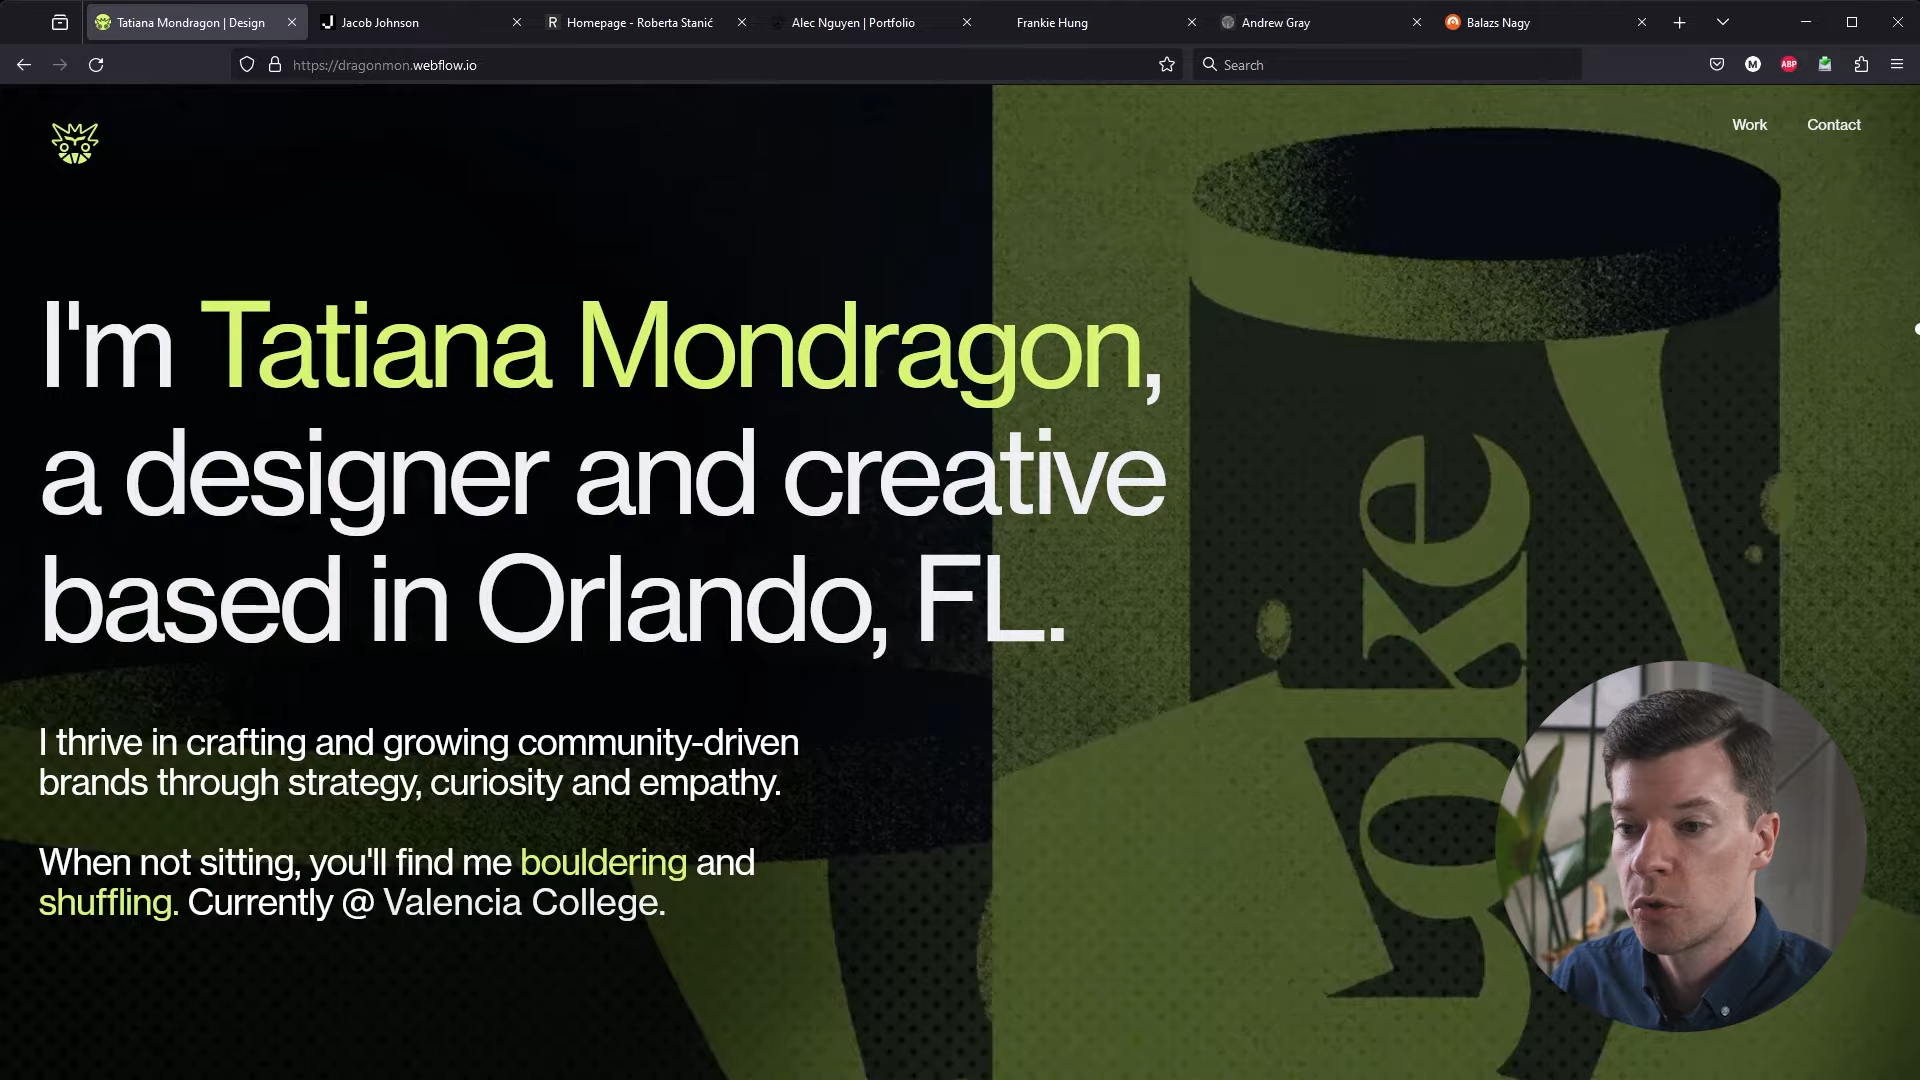 Tatiana Mondragon | Design
Jacob Johnson
Homepage - Roberta Stanić
Alec Nguyen | Portfolio
Frankie Hung
Andrew Gray
Balazs Nagy
https://dragonmon.webflow.io
Search
M
ABP
Work
Contact
I'm Tatiana Mondragon,
a designer and creative
based in Orlando, FL.
I thrive in crafting and growing community-driven
brands through strategy, curiosity and empathy.
When not sitting, you'll find me bouldering and
shuffling. Currently @ Valencia College.